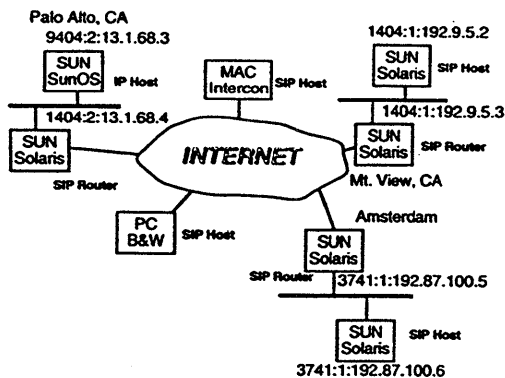 Palo Alto, CA
9404:2:13.1.68.3
SUN
SunOS
IP Host
1404:2:13.1.68.4
SUN
Solaris
SIP Router
MAC
Intercon
SIP Host
1404:1:192.9.5.2
SUN
Solaris
SIP Host
1404:1:192.9.5.3
SUN
Solaris
SIP Router
Mt. View, CA
INTERNET
PC
B&W
SIP Host
Amsterdam
SUN
Solaris
SIP Router
3741:1:192.87.100.5
SUN
Solaris
SIP Host
3741:1:192.87.100.6